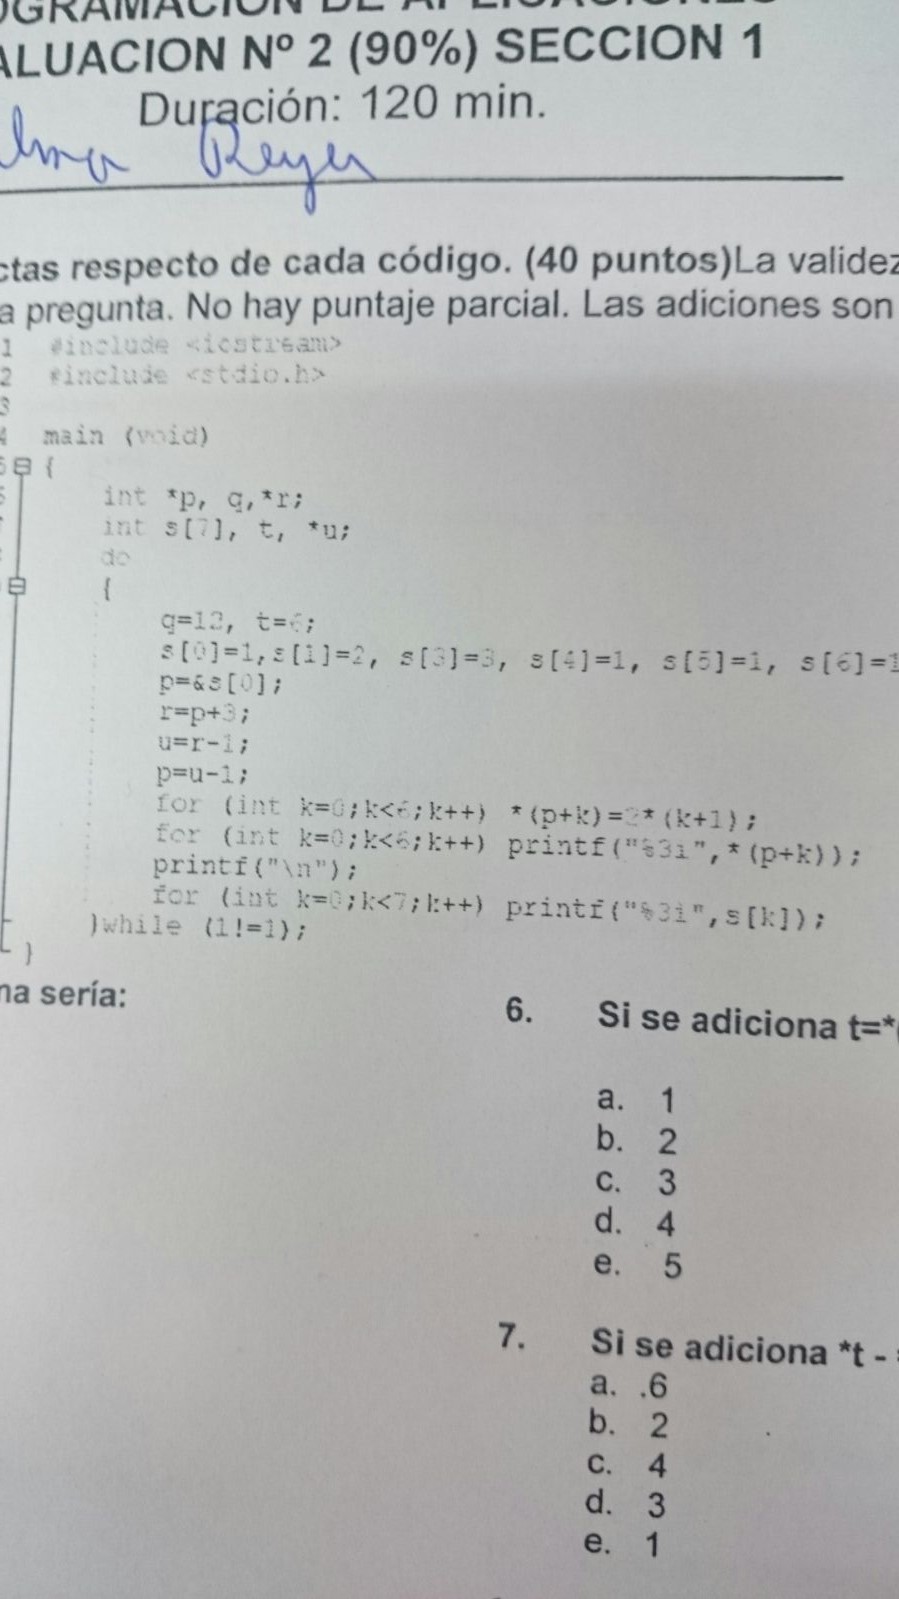 OGRAMACION DE APLICACIONES
ALUACION Nº 2 (90%) SECCION 1
Duración: 120 min.
Reyes
ctas respecto de cada código. (40 puntos)La validez
a pregunta. No hay puntaje parcial. Las adiciones son
1 #include <iostream>
2 #include <stdio.h>
3
4 main (void)
5 {
int *p, q,*r;
int s[7], t, *u;
do
{
q=12, t=6;
s[0]=1,s[1]=2, s[3]=3, s[4]=1, s[5]=1, s[6]=1
p=&s[0];
r=p+3;
u=r-1;
p=u-1;
for (int k=0;k<6;k++) *(p+k)=2*(k+1);
for (int k=0;k<6;k++) printf("%3i",*(p+k));
printf("\n");
for (int k=0;k<7;k++) printf("%3i",s[k]);
}while (1!=1);
}
na sería:
6. Si se adiciona t=*(
a. 1
b. 2
c. 3
d. 4
e. 5
7. Si se adiciona *t -
a. .6
b. 2
c. 4
d. 3
e. 1